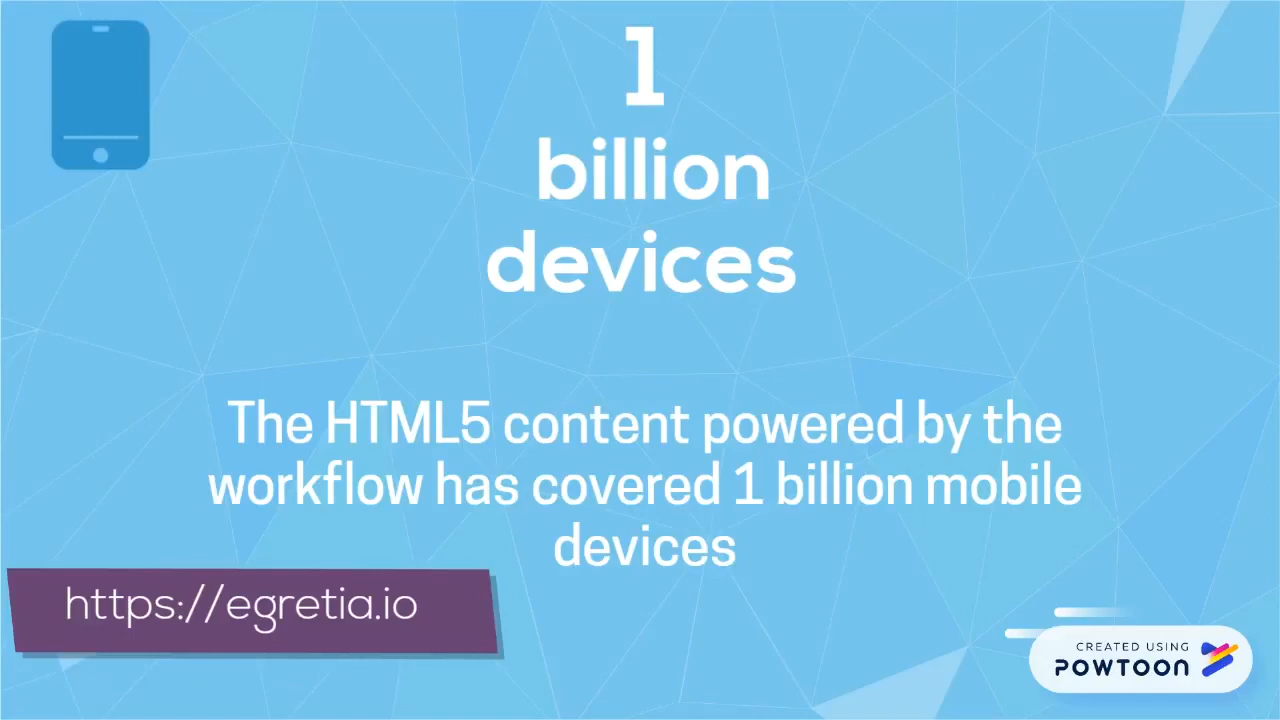 1
billion
devices
The HTML5 content powered by the
workflow has covered 1 billion mobile
devices
https://egretia.io
CREATED USING
POWTOON